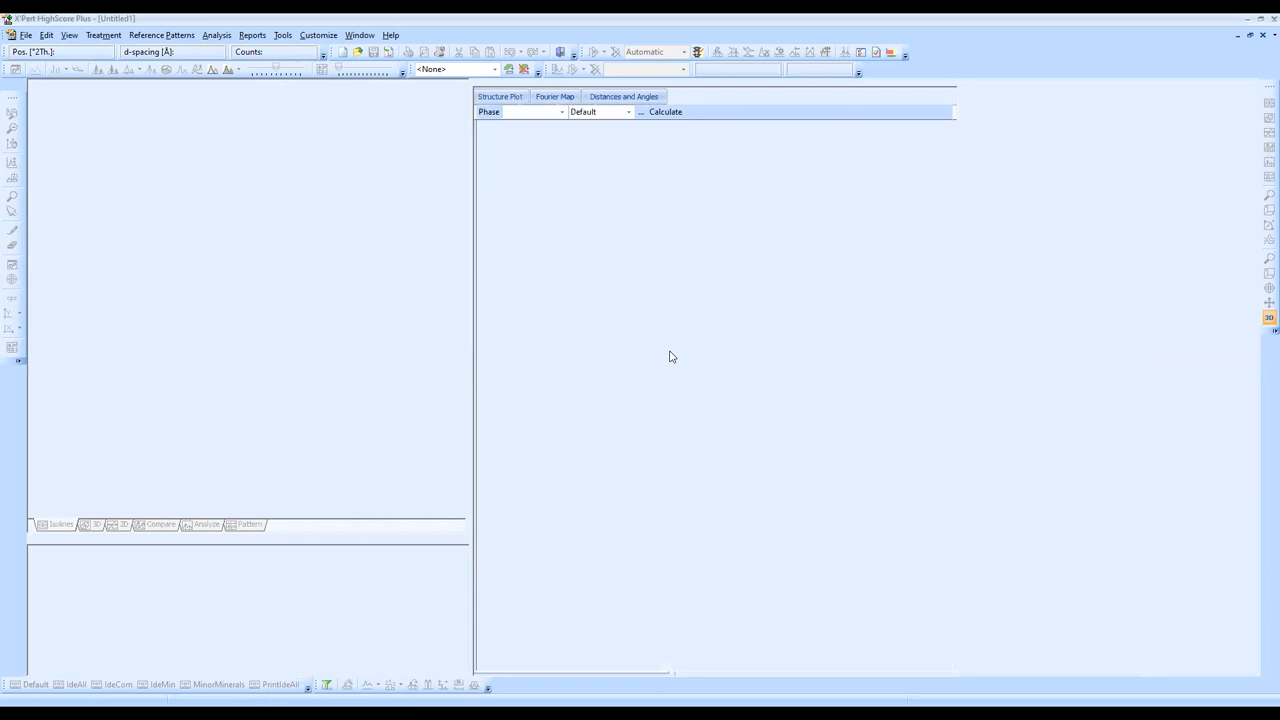 X'Pert HighScore Plus - [Untitled1]
File Edit View Treatment Reference Patterns Analysis Reports Tools Customize Window Help
Pos. [°2Th.]: d-spacing [Å]: Counts: Automatic
<None>
Structure Plot Fourier Map Distances and Angles
Phase Default ... Calculate
3D
Isolines 3D 2D Compare Analyze Pattern
Default IdeAll IdeCom IdeMin MinorMinerals PrintIdeAll